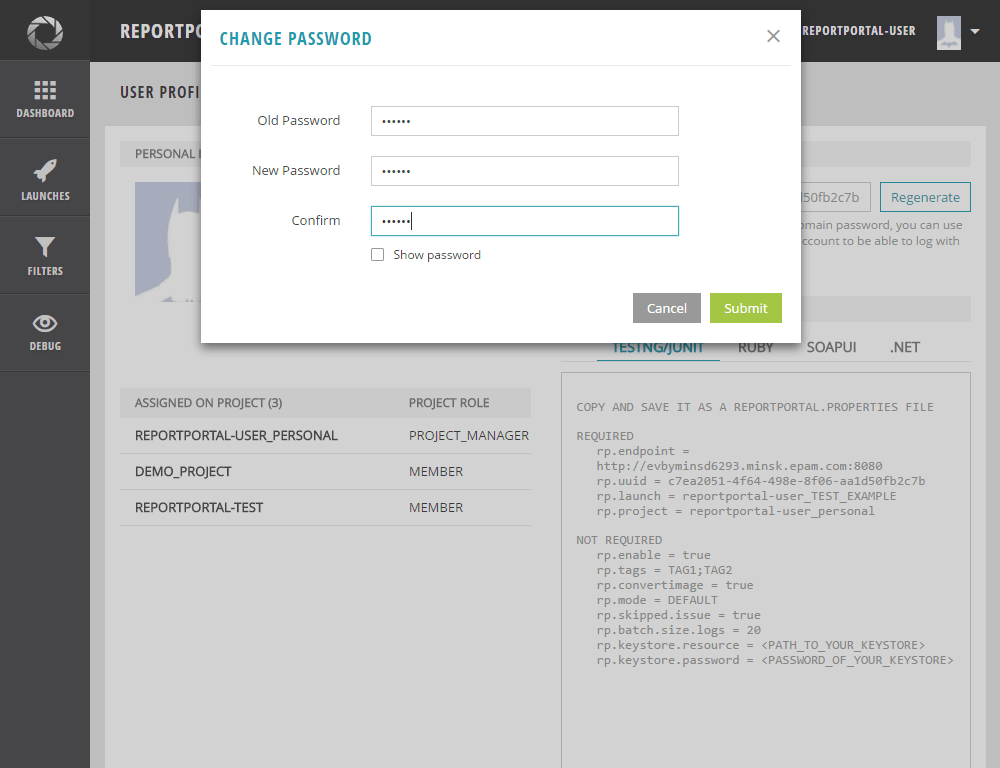 REPORTPO
REPORTPORTAL-USER
DASHBOARD
LAUNCHES
FILTERS
DEBUG
USER PROFI
PERSONAL
CHANGE PASSWORD
Old Password
••••••
New Password
••••••
Confirm
••••••
Show password
Cancel
Submit
d50fb2c7b
Regenerate
omain password, you can use
ccount to be able to log with
TESTNG/JUNIT
RUBY
SOAPUI
.NET
ASSIGNED ON PROJECT (3)
PROJECT ROLE
REPORTPORTAL-USER_PERSONAL
PROJECT_MANAGER
DEMO_PROJECT
MEMBER
REPORTPORTAL-TEST
MEMBER
COPY AND SAVE IT AS A REPORTPORTAL.PROPERTIES FILE
REQUIRED
rp.endpoint =
http://evbyminsd6293.minsk.epam.com:8080
rp.uuid = c7ea2051-4f64-498e-8f06-aa1d50fb2c7b
rp.launch = reportportal-user_TEST_EXAMPLE
rp.project = reportportal-user_personal
NOT REQUIRED
rp.enable = true
rp.tags = TAG1;TAG2
rp.convertimage = true
rp.mode = DEFAULT
rp.skipped.issue = true
rp.batch.size.logs = 20
rp.keystore.resource = <PATH_TO_YOUR_KEYSTORE>
rp.keystore.password = <PASSWORD_OF_YOUR_KEYSTORE>